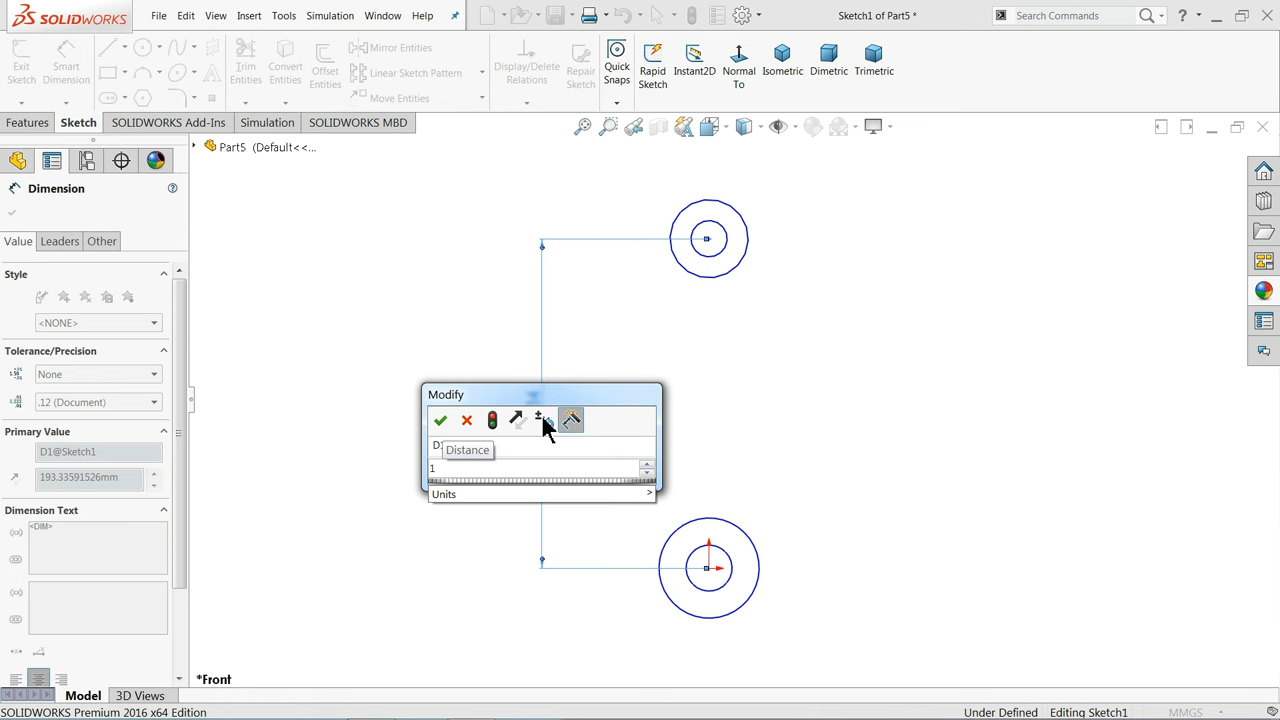 SOLIDWORKS
File Edit View Insert Tools Simulation Window Help
Sketch1 of Part5 *
Search Commands
?
Exit Sketch
Smart Dimension
Trim Entities
Convert Entities
Offset Entities
Mirror Entities
Linear Sketch Pattern
Move Entities
Display/Delete Relations
Repair Sketch
Quick Snaps
Rapid Sketch
Instant2D
Normal To
Isometric
Dimetric
Trimetric
Features Sketch SOLIDWORKS Add-Ins Simulation SOLIDWORKS MBD
Part5 (Default<<...
Dimension
Value Leaders Other
Style
<NONE>
Tolerance/Precision
None
.12 (Document)
Primary Value
D1@Sketch1
193.33591526mm
Dimension Text
<DIM>
Modify
Distance
1
Units >
*Front
Model 3D Views
SOLIDWORKS Premium 2016 x64 Edition
Under Defined Editing Sketch1 MMGS